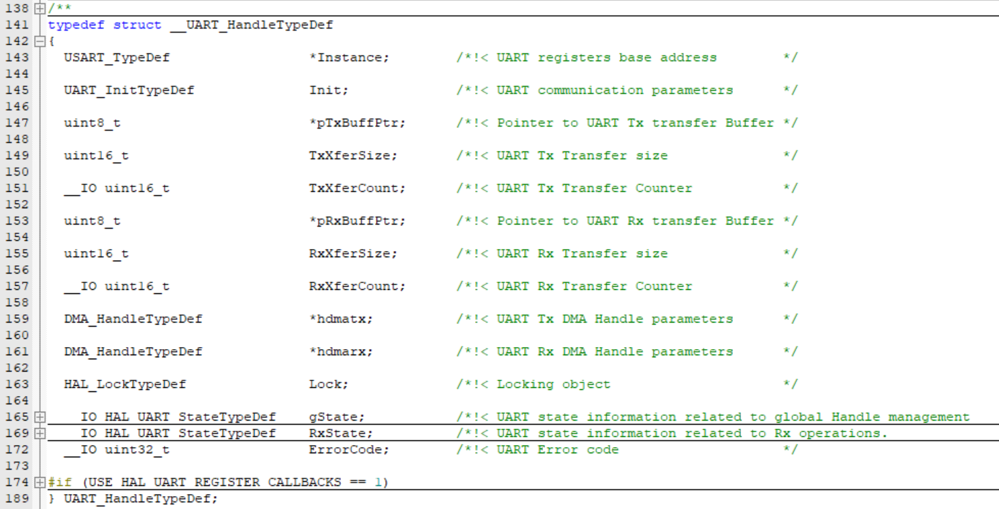 138 /**
141 typedef struct __UART_HandleTypeDef
142 {
143 USART_TypeDef *Instance; /*!< UART registers base address */
144
145 UART_InitTypeDef Init; /*!< UART communication parameters */
146
147 uint8_t *pTxBuffPtr; /*!< Pointer to UART Tx transfer Buffer */
148
149 uint16_t TxXferSize; /*!< UART Tx Transfer size */
150
151 __IO uint16_t TxXferCount; /*!< UART Tx Transfer Counter */
152
153 uint8_t *pRxBuffPtr; /*!< Pointer to UART Rx transfer Buffer */
154
155 uint16_t RxXferSize; /*!< UART Rx Transfer size */
156
157 __IO uint16_t RxXferCount; /*!< UART Rx Transfer Counter */
158
159 DMA_HandleTypeDef *hdmatx; /*!< UART Tx DMA Handle parameters */
160
161 DMA_HandleTypeDef *hdmarx; /*!< UART Rx DMA Handle parameters */
162
163 HAL_LockTypeDef Lock; /*!< Locking object */
164
165 __IO HAL_UART_StateTypeDef gState; /*!< UART state information related to global Handle management
169 __IO HAL_UART_StateTypeDef RxState; /*!< UART state information related to Rx operations.
172 __IO uint32_t ErrorCode; /*!< UART Error code */
173
174 #if (USE_HAL_UART_REGISTER_CALLBACKS == 1)
189 } UART_HandleTypeDef;